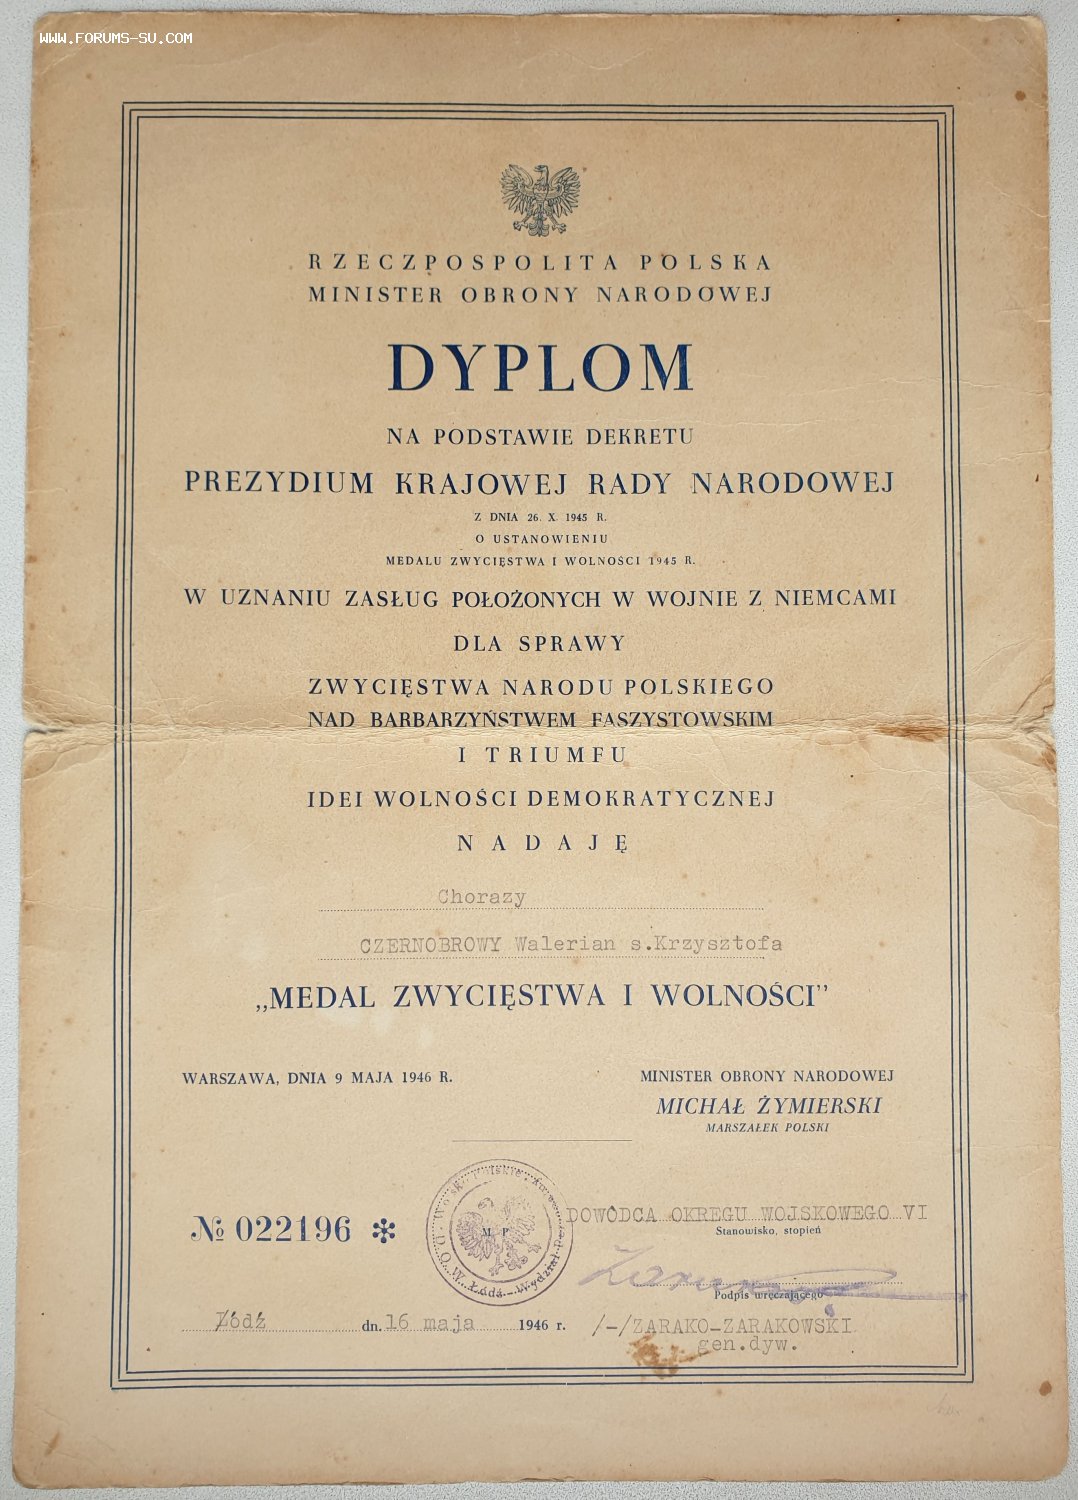 WWW.FORUMS-SU.COM
RZECZPOSPOLITA POLSKA
MINISTER OBRONY NARODOWEJ
DYPLOM
NA PODSTAWIE DEKRETU
PREZYDIUM KRAJOWEJ RADY NARODOWEJ
Z DNIA 26. X. 1945 R.
O USTANOWIENIU
MEDALU ZWYCIĘSTWA I WOLNOŚCI 1945 R.
W UZNANIU ZASŁUG POŁOŻONYCH W WOJNIE Z NIEMCAMI
DLA SPRAWY
ZWYCIĘSTWA NARODU POLSKIEGO
NAD BARBARZYŃSTWEM FASZYSTOWSKIM
I TRIUMFU
IDEI WOLNOŚCI DEMOKRATYCZNEJ
NADAJĘ
Chorazy
CZERNOBROWY Walerian s.Krzysztofa
„MEDAL ZWYCIĘSTWA I WOLNOŚCI”
WARSZAWA, DNIA 9 MAJA 1946 R.
MINISTER OBRONY NARODOWEJ
MICHAŁ ŻYMIERSKI
MARSZAŁEK POLSKI
№ 022196 ✻
M P
D.O.W. Łódź - Wydział
DOWÓDCA OKREGU WOJSKOWEGO VI
Stanowisko, stopień
Podpis wręczającego
Łódź dn. 16 maja 1946 r.
/-/ZARAKO-ZARAKOWSKI
gen.dyw.